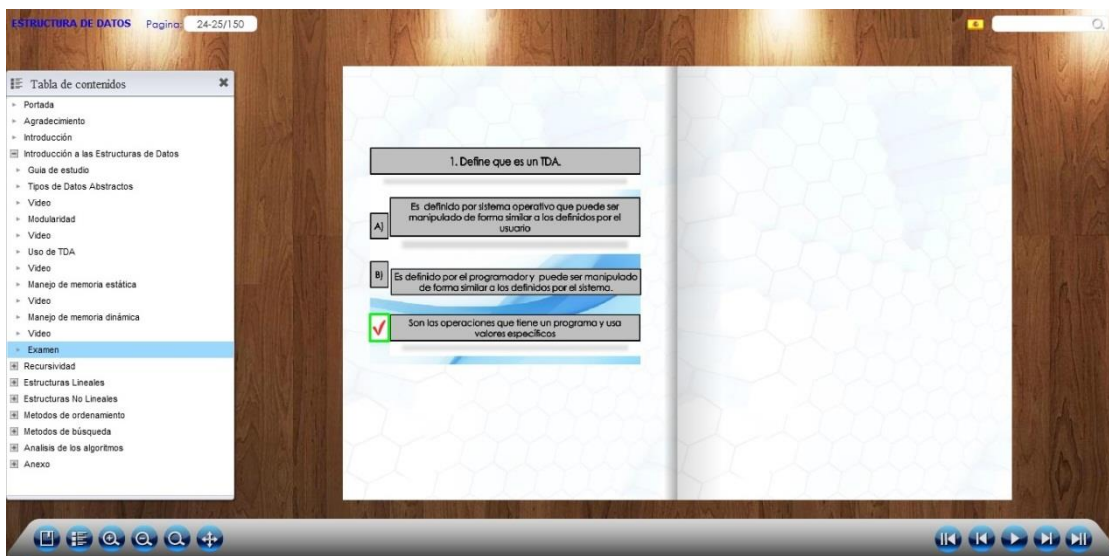 ESTRUCTURA DE DATOS Pagina: 24-25/150
Tabla de contenidos
Portada
Agradecimiento
Introducción
Introducción a las Estructuras de Datos
Guia de estudio
Tipos de Datos Abstractos
Video
Modularidad
Video
Uso de TDA
Video
Manejo de memoria estática
Video
Manejo de memoria dinámica
Video
Examen
Recursividad
Estructuras Lineales
Estructuras No Lineales
Metodos de ordenamiento
Metodos de búsqueda
Analisis de los algoritmos
Anexo
1. Define que es un TDA.
A)
Es definido por sistema operativo que puede ser
manipulado de forma similar a los definidos por el
usuario
B)
Es definido por el programador y puede ser manipulado
de forma similar a los definidos por el sistema.
Son las operaciones que tiene un programa y usa
valores específicos